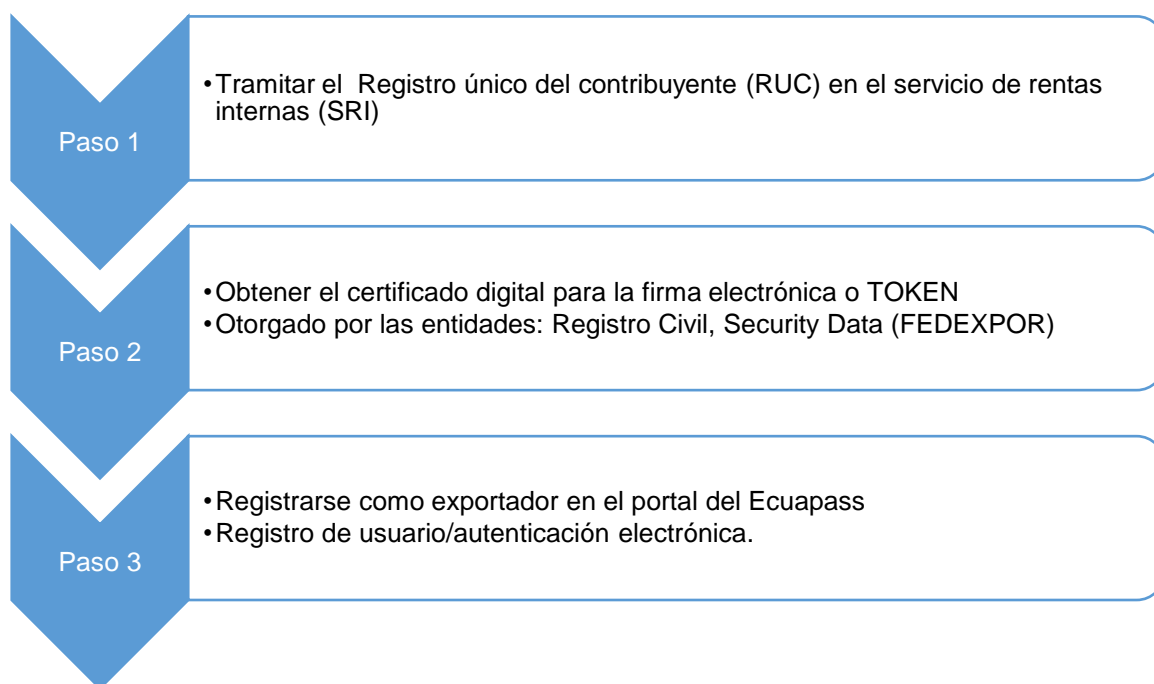 Paso 1
•Tramitar el  Registro único del contribuyente (RUC) en el servicio de rentas
internas (SRI)
Paso 2
•Obtener el certificado digital para la firma electrónica o TOKEN
•Otorgado por las entidades: Registro Civil, Security Data (FEDEXPOR)
Paso 3
•Registrarse como exportador en el portal del Ecuapass
•Registro de usuario/autenticación electrónica.